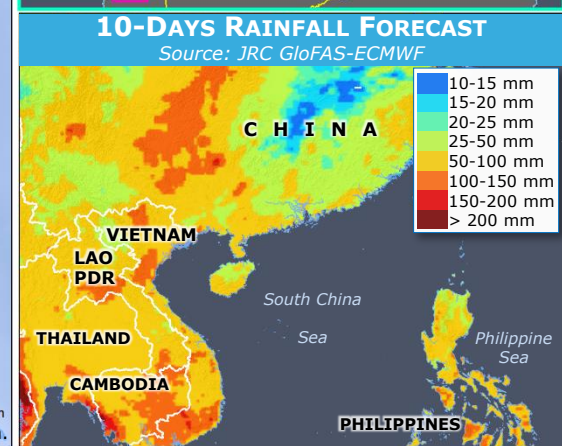 10-DAYS RAINFALL FORECAST
Source: JRC GloFAS-ECMWF
10-15 mm
15-20 mm
20-25 mm
25-50 mm
50-100 mm
100-150 mm
150-200 mm
> 200 mm
CHINA
VIETNAM
LAO
PDR
South China
Sea
THAILAND
Philippine
Sea
CAMBODIA
PHILIPPINES